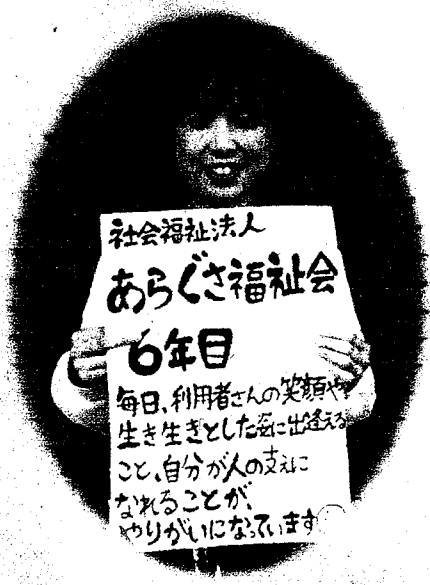 社会福祉法人
あらぐさ福祉会
6年目
毎日、利用者さんの笑顔や
生き生きとした姿に出逢える
こと、自分が人の支えに
なれることが、
やりがいになっています